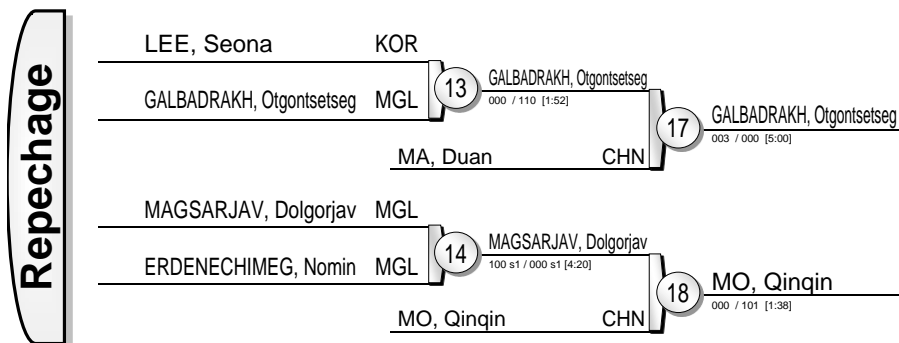 Repechage
LEE, Seona KOR
GALBADRAKH, Otgontsetseg MGL
13
GALBADRAKH, Otgontsetseg
000 / 110 [1:52]
MA, Duan CHN
17
GALBADRAKH, Otgontsetseg
003 / 000 [5:00]
MAGSARJAV, Dolgorjav MGL
ERDENECHIMEG, Nomin MGL
14
MAGSARJAV, Dolgorjav
100 s1 / 000 s1 [4:20]
MO, Qinqin CHN
18
MO, Qinqin
000 / 101 [1:38]